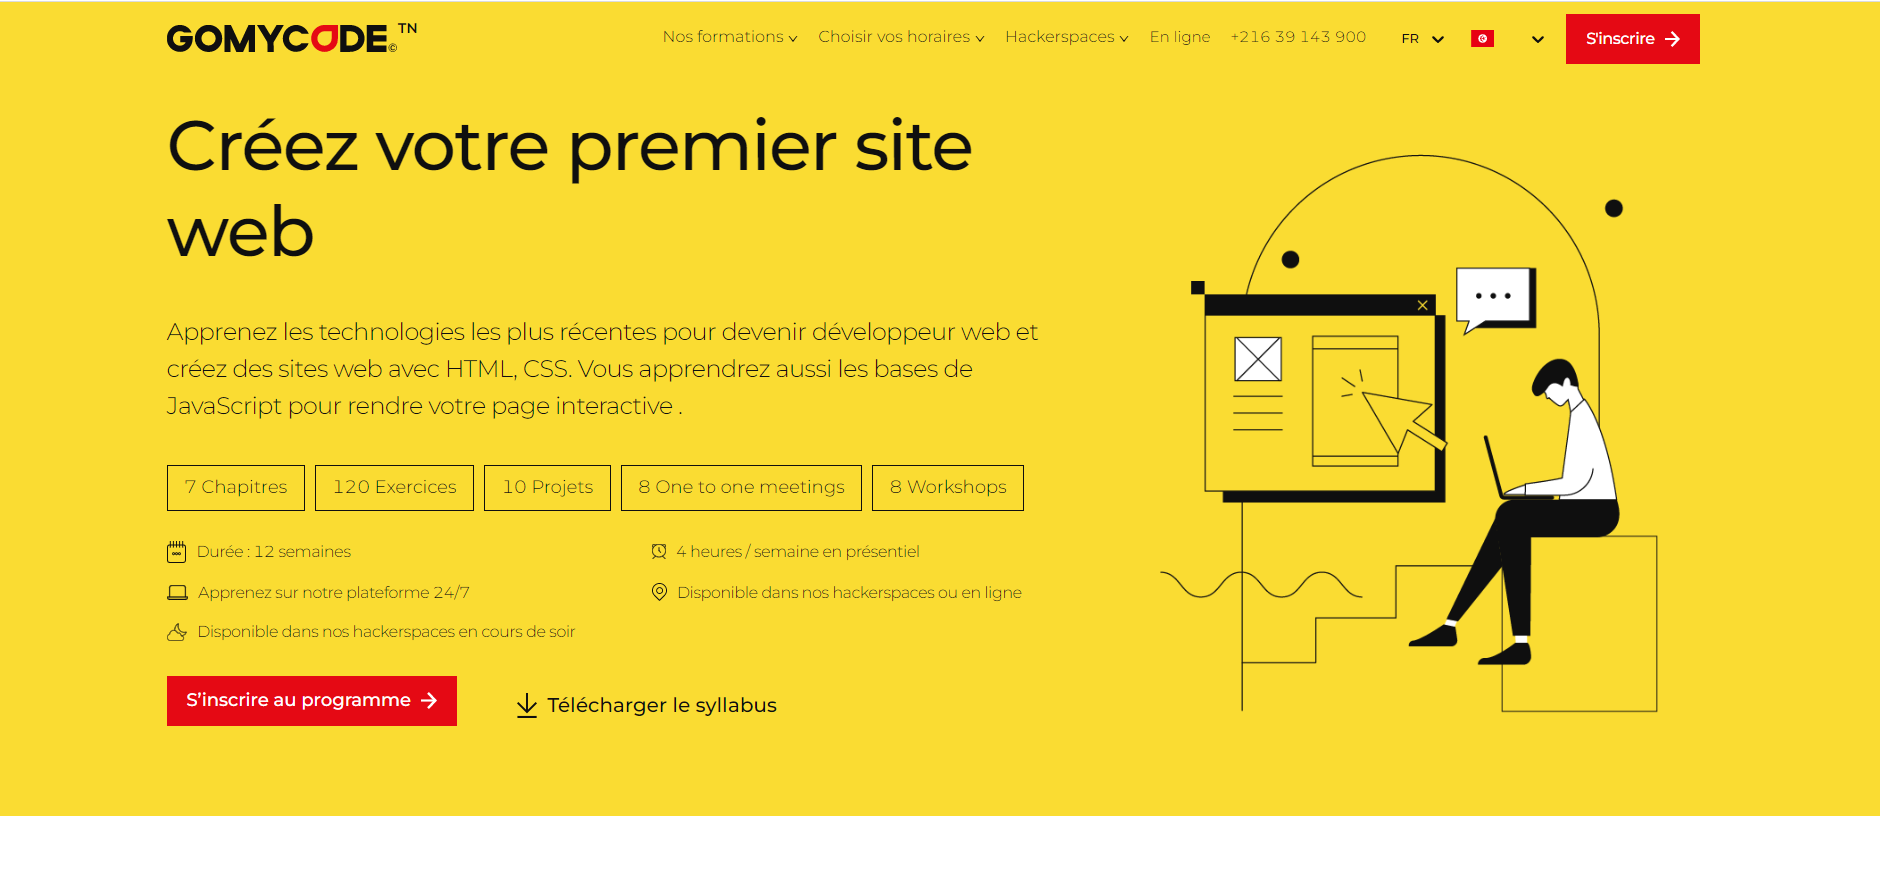 GOMYCODE© TN
Nos formations Choisir vos horaires Hackerspaces En ligne +216 39 143 900 FR S'inscrire
Créez votre premier site
web
Apprenez les technologies les plus récentes pour devenir développeur web et
créez des sites web avec HTML, CSS. Vous apprendrez aussi les bases de
JavaScript pour rendre votre page interactive .
7 Chapitres 120 Exercices 10 Projets 8 One to one meetings 8 Workshops
Durée : 12 semaines 4 heures / semaine en présentiel
Apprenez sur notre plateforme 24/7 Disponible dans nos hackerspaces ou en ligne
Disponible dans nos hackerspaces en cours de soir
S’inscrire au programme Télécharger le syllabus